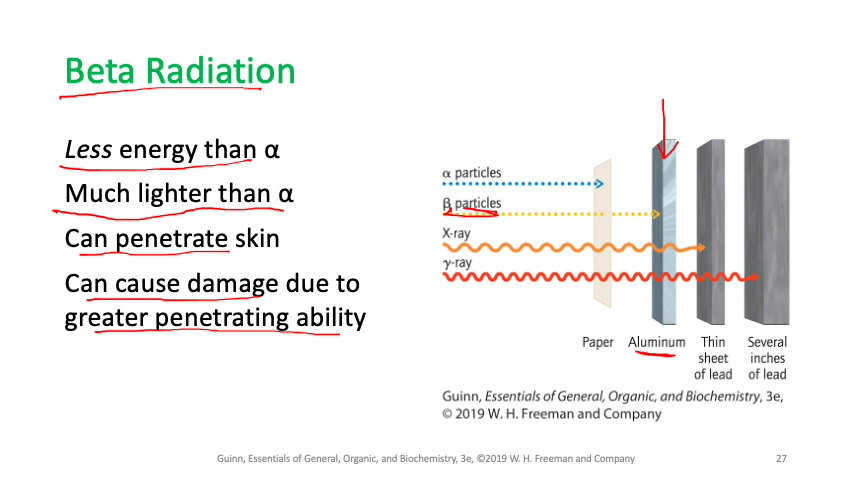 Beta Radiation
Less energy than α
Much lighter than α
Can penetrate skin
Can cause damage due to
greater penetrating ability
α particles
β particles
X-ray
γ-ray
Paper
Aluminum
Thin
sheet
of lead
Several
inches
of lead
Guinn, Essentials of General, Organic, and Biochemistry, 3e,
© 2019 W. H. Freeman and Company
Guinn, Essentials of General, Organic, and Biochemistry, 3e, ©2019 W. H. Freeman and Company
27